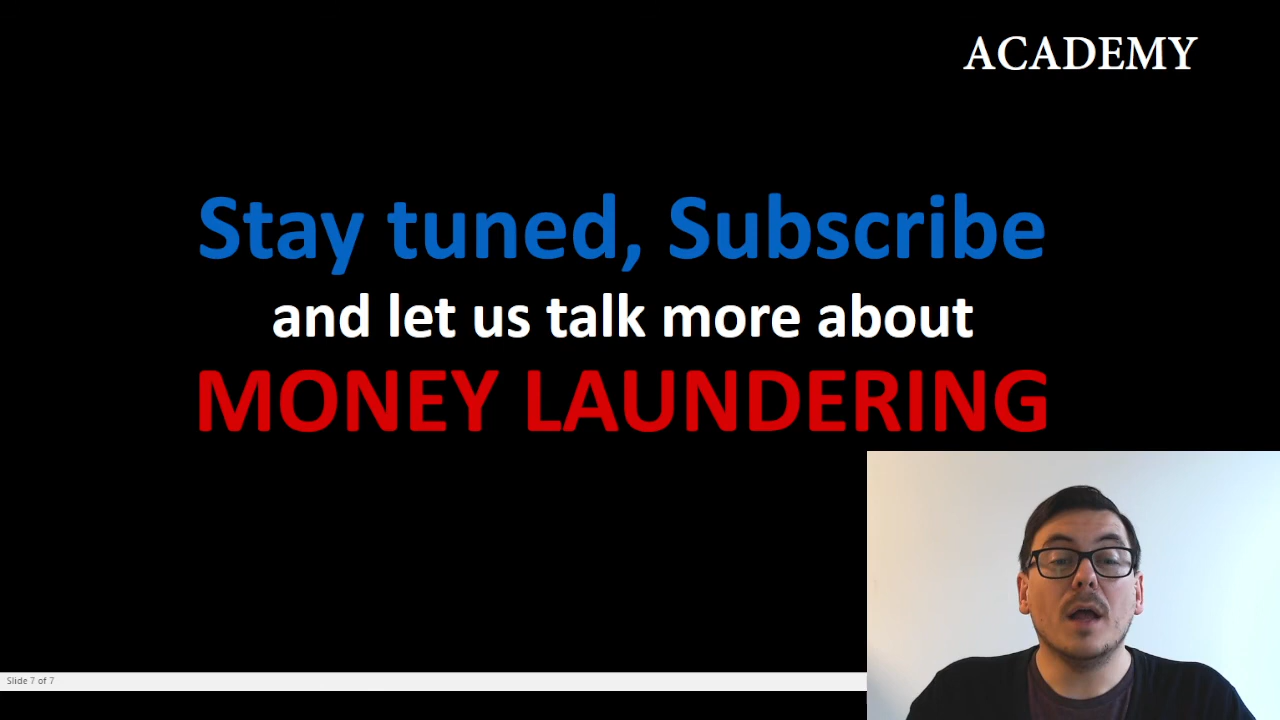 ACADEMY
Stay tuned, Subscribe
and let us talk more about
MONEY LAUNDERING
Slide 7 of 7